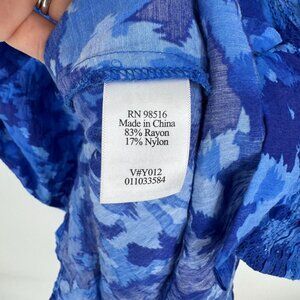 RN 98516
Made in China
83% Rayon
17% Nylon
V#Y012
011033584